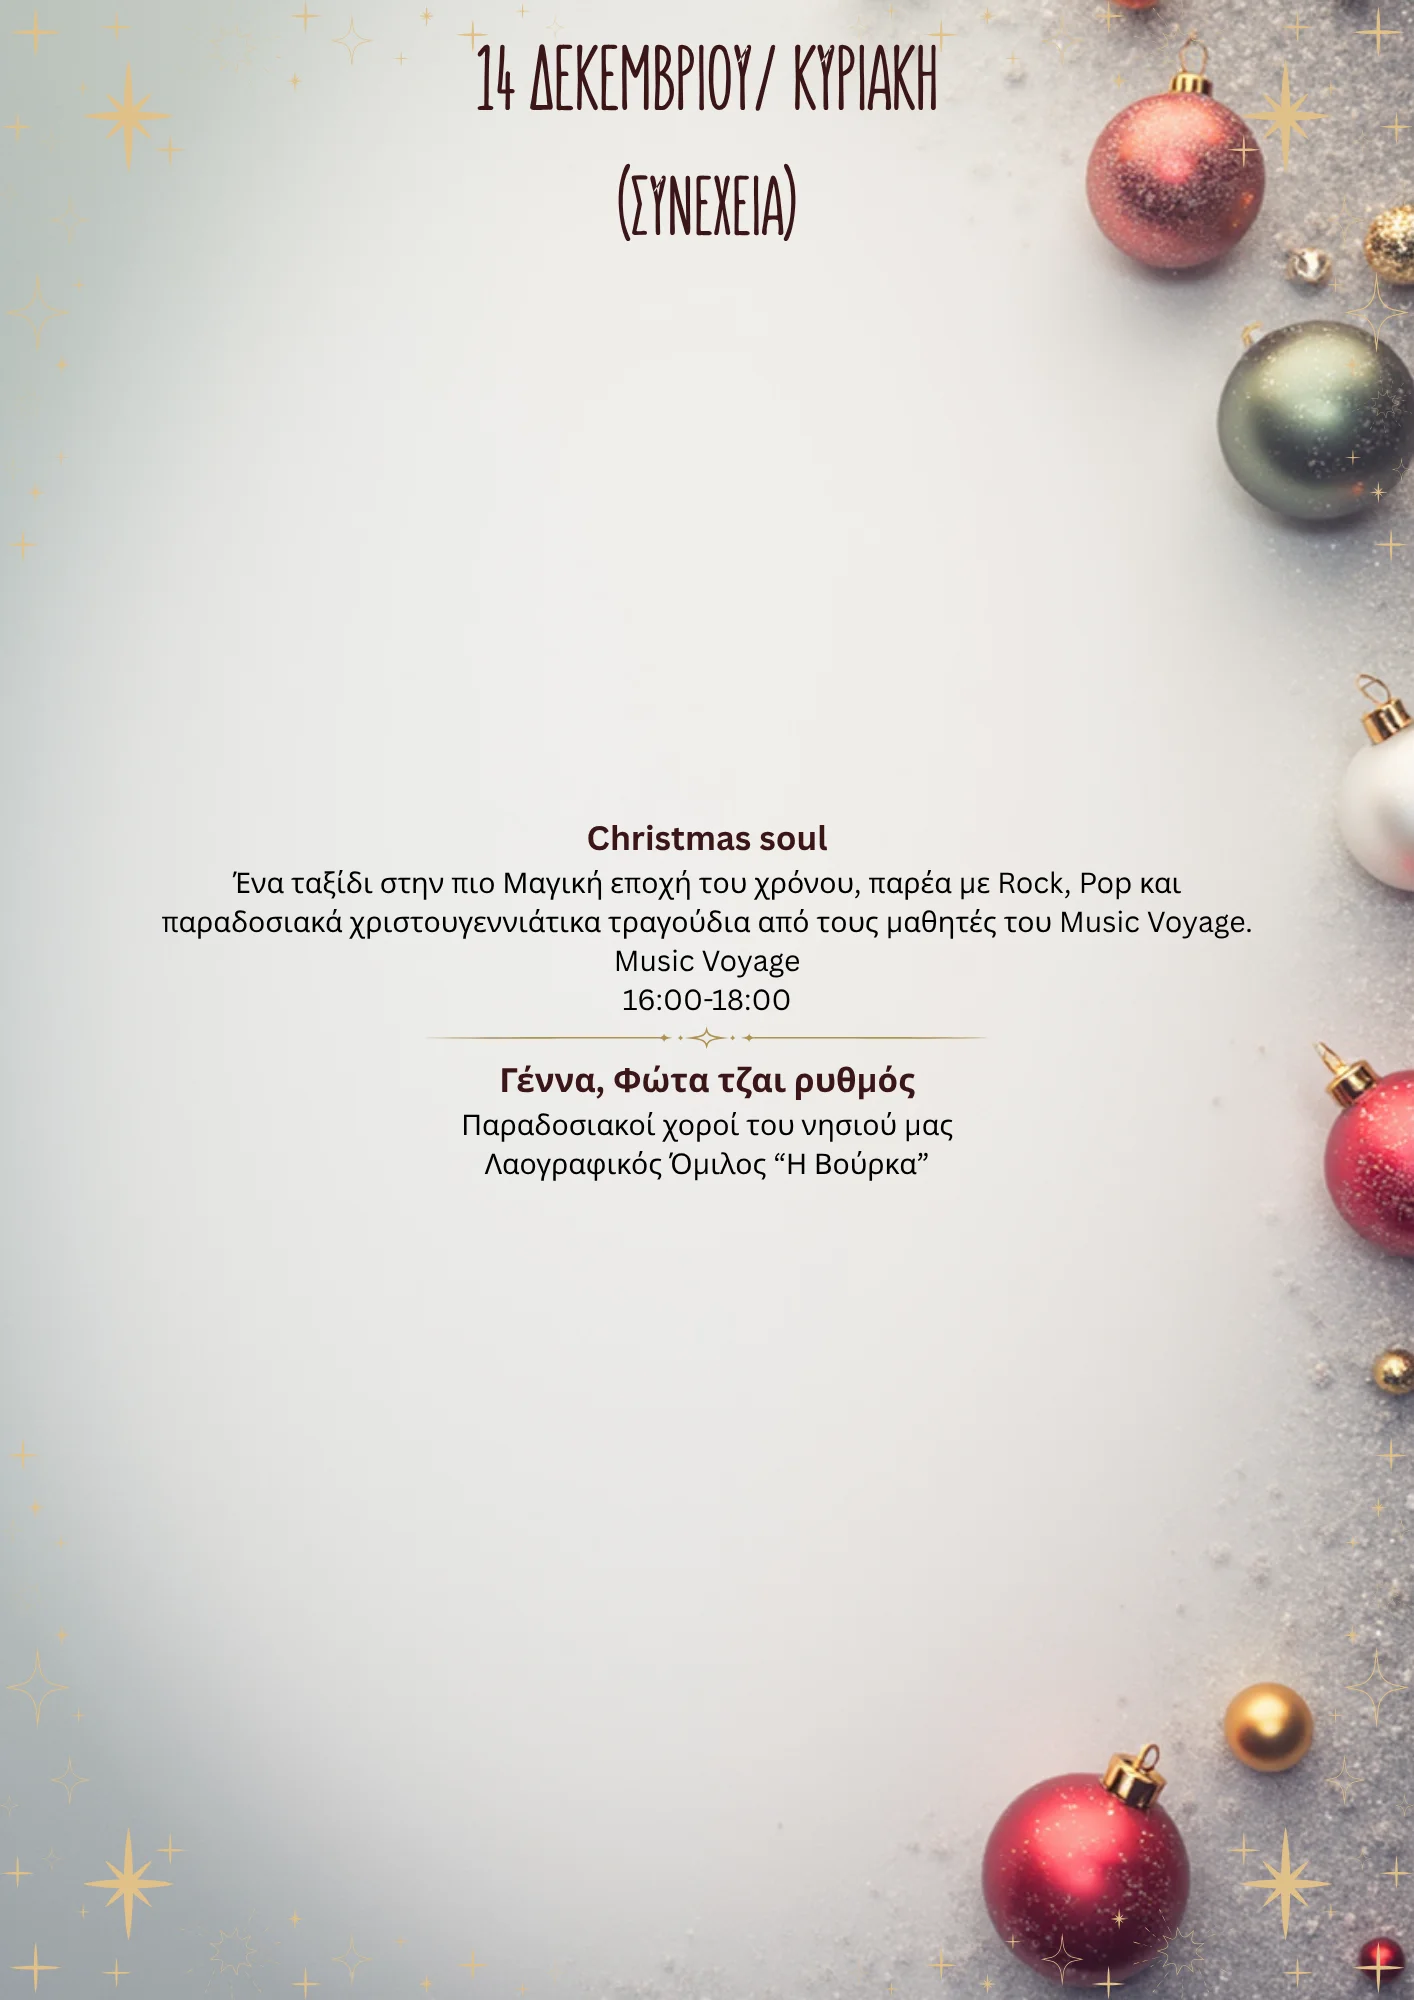 14 ΔΕΚΕΜΒΡΙΟΥ/ ΚΥΡΙΑΚΗ
(ΣΥΝΕΧΕΙΑ)
Christmas soul
Ένα ταξίδι στην πιο Μαγική εποχή του χρόνου, παρέα με Rock, Pop και
παραδοσιακά χριστουγεννιάτικα τραγούδια από τους μαθητές του Music Voyage.
Music Voyage
16:00-18:00
Γέννα, Φώτα τζαι ρυθμός
Παραδοσιακοί χοροί του νησιού μας
Λαογραφικός Όμιλος “Η Βούρκα”